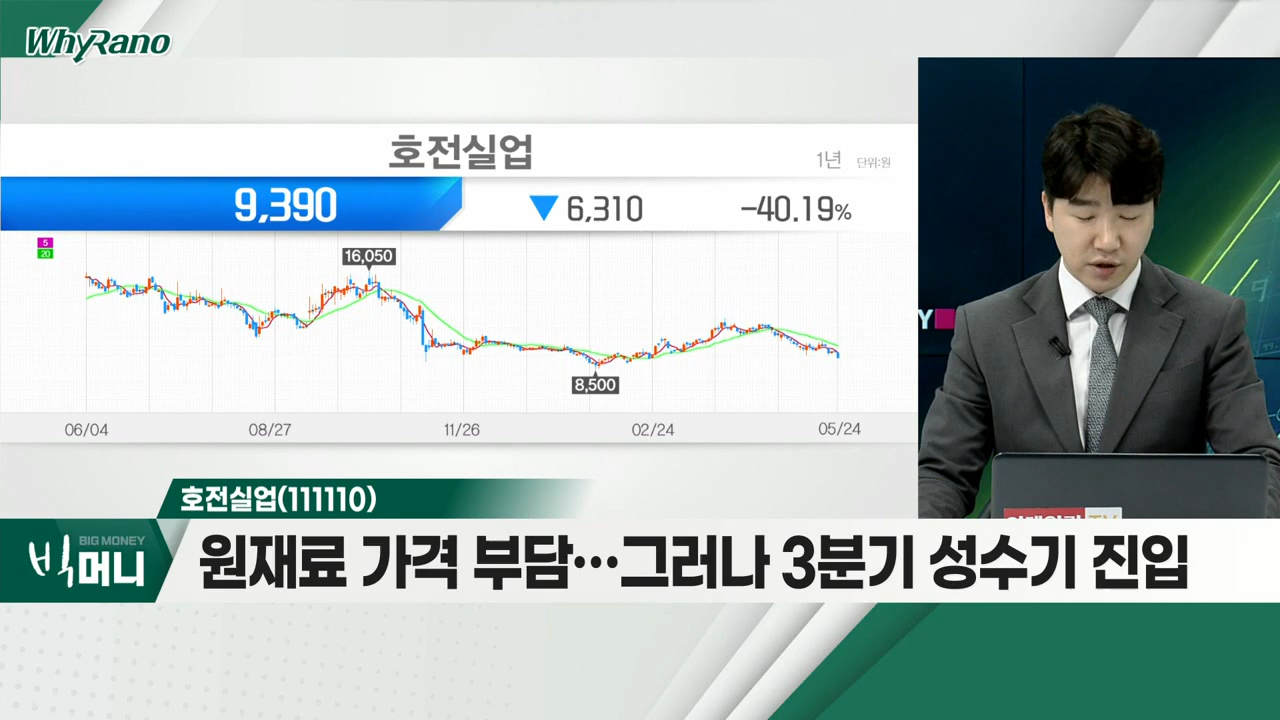 WhyRano
호전실업
1년 단위:원
9,390 ▼ 6,310 -40.19%
5
20
16,050
8,500
06/04 08/27 11/26 02/24 05/24
Y
호전실업(111110)
BIG MONEY
빅머니
원재료 가격 부담…그러나 3분기 성수기 진입